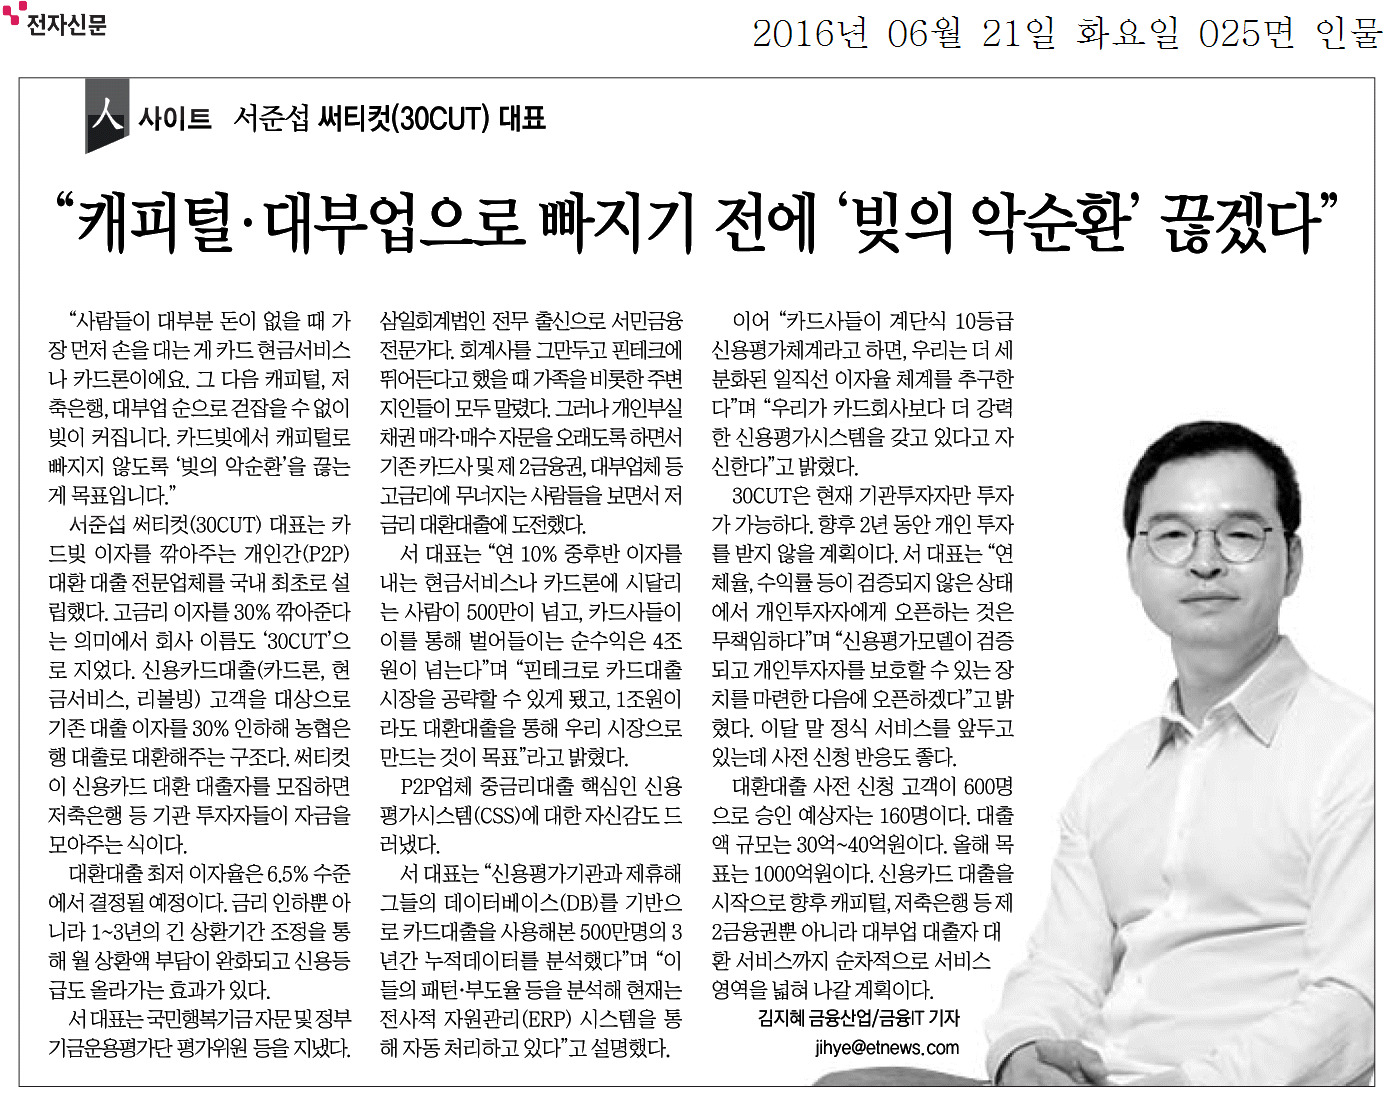 전자신문
2016년 06월 21일 화요일 025면 인물
人 사이트 서준섭 써티컷(30CUT) 대표
“캐피털·대부업으로 빠지기 전에 ‘빚의 악순환’ 끊겠다”
“사람들이 대부분 돈이 없을 때 가
장 먼저 손을 대는 게 카드 현금서비스
나 카드론이에요. 그 다음 캐피털, 저
축은행, 대부업 순으로 걷잡을 수 없이
빚이 커집니다. 카드빚에서 캐피털로
빠지지 않도록 ‘빚의 악순환’을 끊는
게 목표입니다.”
서준섭 써티컷(30CUT) 대표는 카
드빚 이자를 깎아주는 개인간(P2P)
대환 대출 전문업체를 국내 최초로 설
립했다. 고금리 이자를 30% 깎아준다
는 의미에서 회사 이름도 ‘30CUT’으
로 지었다. 신용카드대출(카드론, 현
금서비스, 리볼빙) 고객을 대상으로
기존 대출 이자를 30% 인하해 농협은
행 대출로 대환해주는 구조다. 써티컷
이 신용카드 대환 대출자를 모집하면
저축은행 등 기관 투자자들이 자금을
모아주는 식이다.
대환대출 최저 이자율은 6.5% 수준
에서 결정될 예정이다. 금리 인하뿐 아
니라 1~3년의 긴 상환기간 조정을 통
해 월 상환액 부담이 완화되고 신용등
급도 올라가는 효과가 있다.
서 대표는 국민행복기금 자문 및 정부
기금운용평가단 평가위원 등을 지냈다.
삼일회계법인 전무 출신으로 서민금융
전문가다. 회계사를 그만두고 핀테크에
뛰어든다고 했을 때 가족을 비롯한 주변
지인들이 모두 말렸다. 그러나 개인부실
채권 매각·매수 자문을 오래도록 하면서
기존 카드사 및 제 2금융권, 대부업체 등
고금리에 무너지는 사람들을 보면서 저
금리 대환대출에 도전했다.
서 대표는 “연 10% 중후반 이자를
내는 현금서비스나 카드론에 시달리
는 사람이 500만이 넘고, 카드사들이
이를 통해 벌어들이는 순수익은 4조
원이 넘는다”며 “핀테크로 카드대출
시장을 공략할 수 있게 됐고, 1조원이
라도 대환대출을 통해 우리 시장으로
만드는 것이 목표”라고 밝혔다.
P2P업체 중금리대출 핵심인 신용
평가시스템(CSS)에 대한 자신감도 드
러냈다.
서 대표는 “신용평가기관과 제휴해
그들의 데이터베이스(DB)를 기반으
로 카드대출을 사용해본 500만명의 3
년간 누적데이터를 분석했다”며 “이
들의 패턴·부도율 등을 분석해 현재는
전사적 자원관리(ERP) 시스템을 통
해 자동 처리하고 있다”고 설명했다.
이어 “카드사들이 계단식 10등급
신용평가체계라고 하면, 우리는 더 세
분화된 일직선 이자율 체계를 추구한
다”며 “우리가 카드회사보다 더 강력
한 신용평가시스템을 갖고 있다고 자
신한다”고 밝혔다.
30CUT은 현재 기관투자자만 투자
가 가능하다. 향후 2년 동안 개인 투자
를 받지 않을 계획이다. 서 대표는 “연
체율, 수익률 등이 검증되지 않은 상태
에서 개인투자자에게 오픈하는 것은
무책임하다”며 “신용평가모델이 검증
되고 개인투자자를 보호할 수 있는 장
치를 마련한 다음에 오픈하겠다”고 밝
혔다. 이달 말 정식 서비스를 앞두고
있는데 사전 신청 반응도 좋다.
대환대출 사전 신청 고객이 600명
으로 승인 예상자는 160명이다. 대출
액 규모는 30억~40억원이다. 올해 목
표는 1000억원이다. 신용카드 대출을
시작으로 향후 캐피털, 저축은행 등 제
2금융권뿐 아니라 대부업 대출자 대
환 서비스까지 순차적으로 서비스
영역을 넓혀 나갈 계획이다.
김지혜 금융산업/금융IT 기자
jihye@etnews.com